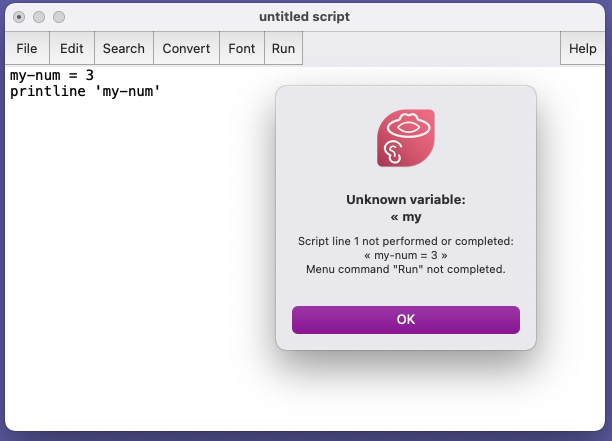 untitled script
File Edit Search Convert Font Run Help
my-num = 3
printline 'my-num'
Unknown variable:
« my
Script line 1 not performed or completed:
« my-num = 3 »
Menu command "Run" not completed.
OK